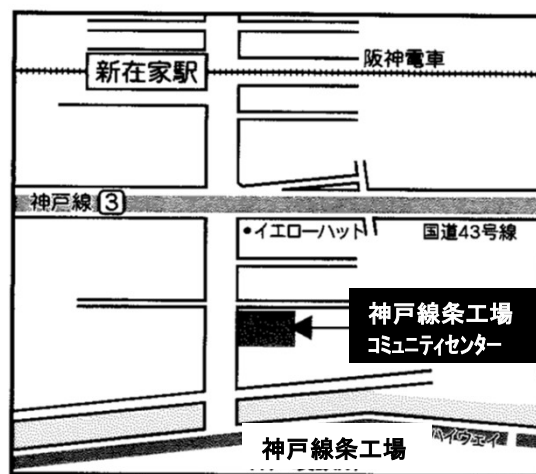 阪神電車
新在家駅
神戸線 3
•イエローハット
国道43号線
神戸線条工場
コミュニティセンター
ハイウェイ
神戸線条工場